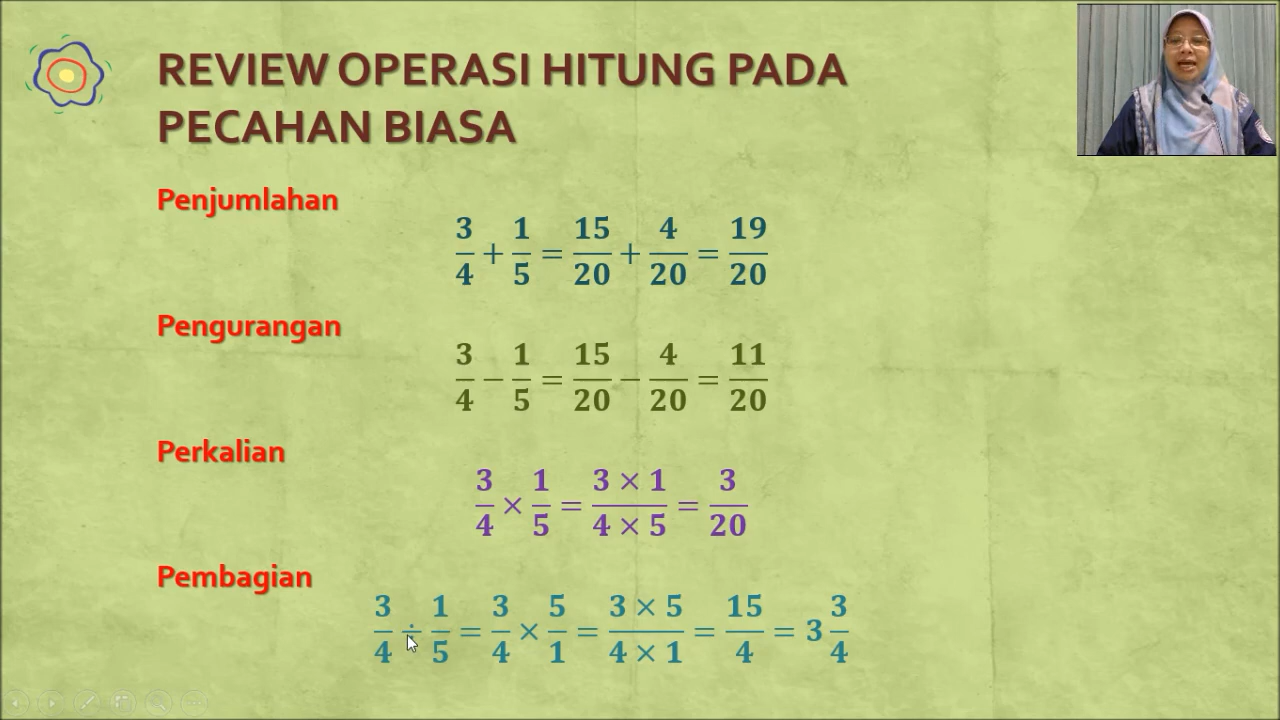 REVIEW OPERASI HITUNG PADA
PECAHAN BIASA
Penjumlahan
3/4 + 1/5 = 15/20 + 4/20 = 19/20
Pengurangan
3/4 − 1/5 = 15/20 − 4/20 = 11/20
Perkalian
3/4 × 1/5 = (3 × 1)/(4 × 5) = 3/20
Pembagian
3/4 ÷ 1/5 = 3/4 × 5/1 = (3 × 5)/(4 × 1) = 15/4 = 3 3/4